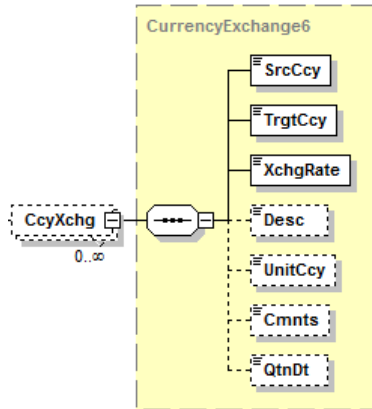 CurrencyExchange6
SrcCcy
TrgtCcy
XchgRate
CcyXchg
0..∞
Desc
UnitCcy
Cmnts
QtnDt